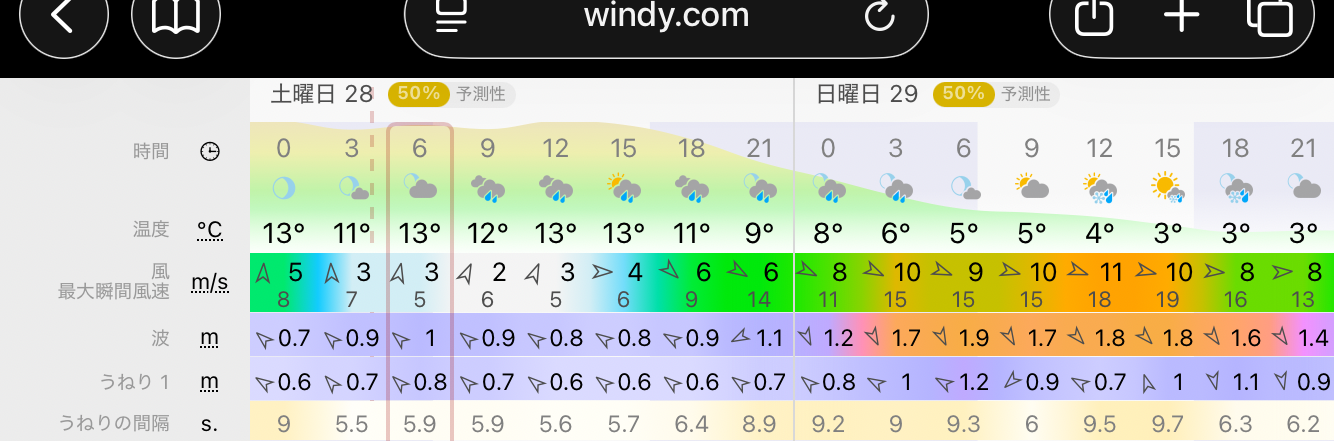 windy.com
土曜日 28 50% 予測性 日曜日 29 50% 予測性
時間 0 3 6 9 12 15 18 21 0 3 6 9 12 15 18 21
温度 °C 13° 11° 13° 12° 13° 13° 11° 9° 8° 6° 5° 5° 4° 3° 3° 3°
風 m/s 5 3 3 2 3 4 6 6 8 10 9 10 11 10 8 8
最大瞬間風速 8 7 5 6 5 6 9 14 11 15 15 15 18 19 16 13
波 m 0.7 0.9 1 0.9 0.8 0.8 0.9 1.1 1.2 1.7 1.9 1.7 1.8 1.8 1.6 1.4
うねり 1 m 0.6 0.7 0.8 0.7 0.6 0.6 0.6 0.7 0.8 1 1.2 0.9 0.7 1 1.1 0.9
うねりの間隔 s. 9 5.5 5.9 5.9 5.6 5.7 6.4 8.9 9.2 9 9.3 6 9.5 9.7 6.3 6.2